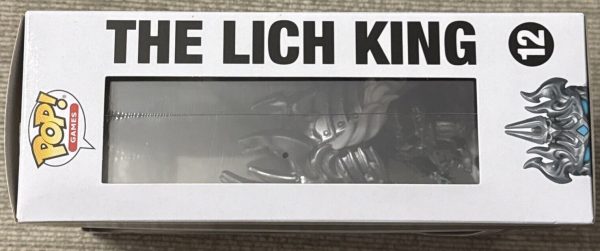 THE LICH KING
12
POP!
GAMES